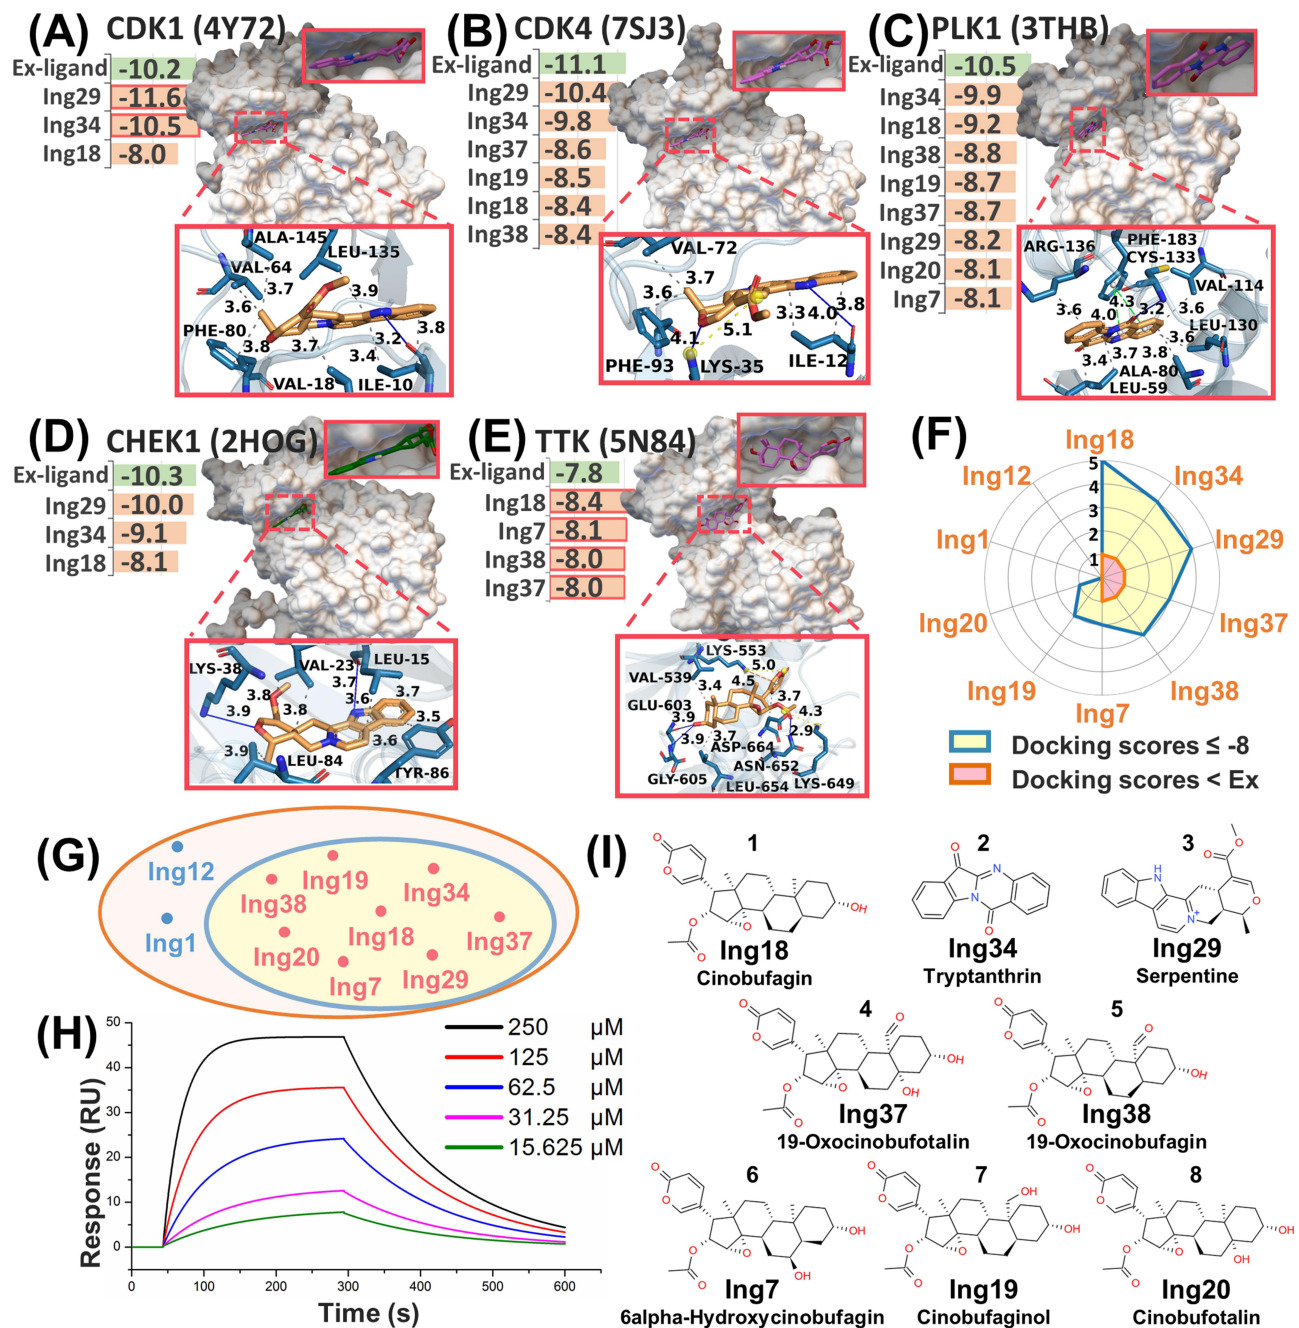 (A) CDK1 (4Y72)
Ex-ligand -10.2
Ing29 -11.6
Ing34 -10.5
Ing18 -8.0
ALA-145
LEU-135
VAL-64
3.7
3.9
3.6
PHE-80
3.8
3.7
3.2
3.8
3.4
VAL-18
ILE-10
(B) CDK4 (7SJ3)
Ex-ligand -11.1
Ing29 -10.4
Ing34 -9.8
Ing37 -8.6
Ing19 -8.5
Ing18 -8.4
Ing38 -8.4
VAL-72
3.7
3.6
3.8
3.3
4.0
4.1
5.1
PHE-93
LYS-35
ILE-12
(C) PLK1 (3THB)
Ex-ligand -10.5
Ing34 -9.9
Ing18 -9.2
Ing38 -8.8
Ing19 -8.7
Ing37 -8.7
Ing29 -8.2
Ing20 -8.1
Ing7 -8.1
ARG-136
PHE-183
CYS-133
VAL-114
4.3
3.6
4.0
3.2
3.6
LEU-130
3.6
3.4
3.7
3.8
ALA-80
LEU-59
(D) CHEK1 (2HOG)
Ex-ligand -10.3
Ing29 -10.0
Ing34 -9.1
Ing18 -8.1
LYS-38
VAL-23
LEU-15
3.7
3.8
3.6
3.7
3.9
3.8
3.5
3.6
3.9
LEU-84
TYR-86
(E) TTK (5N84)
Ex-ligand -7.8
Ing18 -8.4
Ing7 -8.1
Ing38 -8.0
Ing37 -8.0
LYS-553
5.0
VAL-539
4.5
3.4
3.7
GLU-603
4.3
3.9
3.9
3.7
2.9
ASP-664
ASN-652
GLY-605
LEU-654
LYS-649
(F)
Ing18
Ing12
Ing34
Ing1
Ing29
Ing20
Ing37
Ing19
Ing38
Ing7
5
4
3
2
1
Docking scores ≤ -8
Docking scores < Ex
(G)
Ing12
Ing19
Ing34
Ing38
Ing1
Ing18
Ing37
Ing20
Ing7
Ing29
(H)
Response (RU)
50
40
30
20
10
0
0 100 200 300 400 500 600
Time (s)
250 μM
125 μM
62.5 μM
31.25 μM
15.625 μM
(I)
1
O
O
O
O
O
OH
Ing18
Cinobufagin
2
O
N
N
O
Ing34
Tryptanthrin
3
NH
N+
O
O
O
H
H
Ing29
Serpentine
4
O
O
O
O
O
O
OH
OH
Ing37
19-Oxocinobufotalin
5
O
O
O
O
O
O
OH
Ing38
19-Oxocinobufagin
6
O
O
O
O
O
OH
OH
Ing7
6alpha-Hydroxycinobufagin
7
O
O
O
O
O
OH
OH
Ing19
Cinobufaginol
8
O
O
O
O
O
OH
OH
Ing20
Cinobufotalin